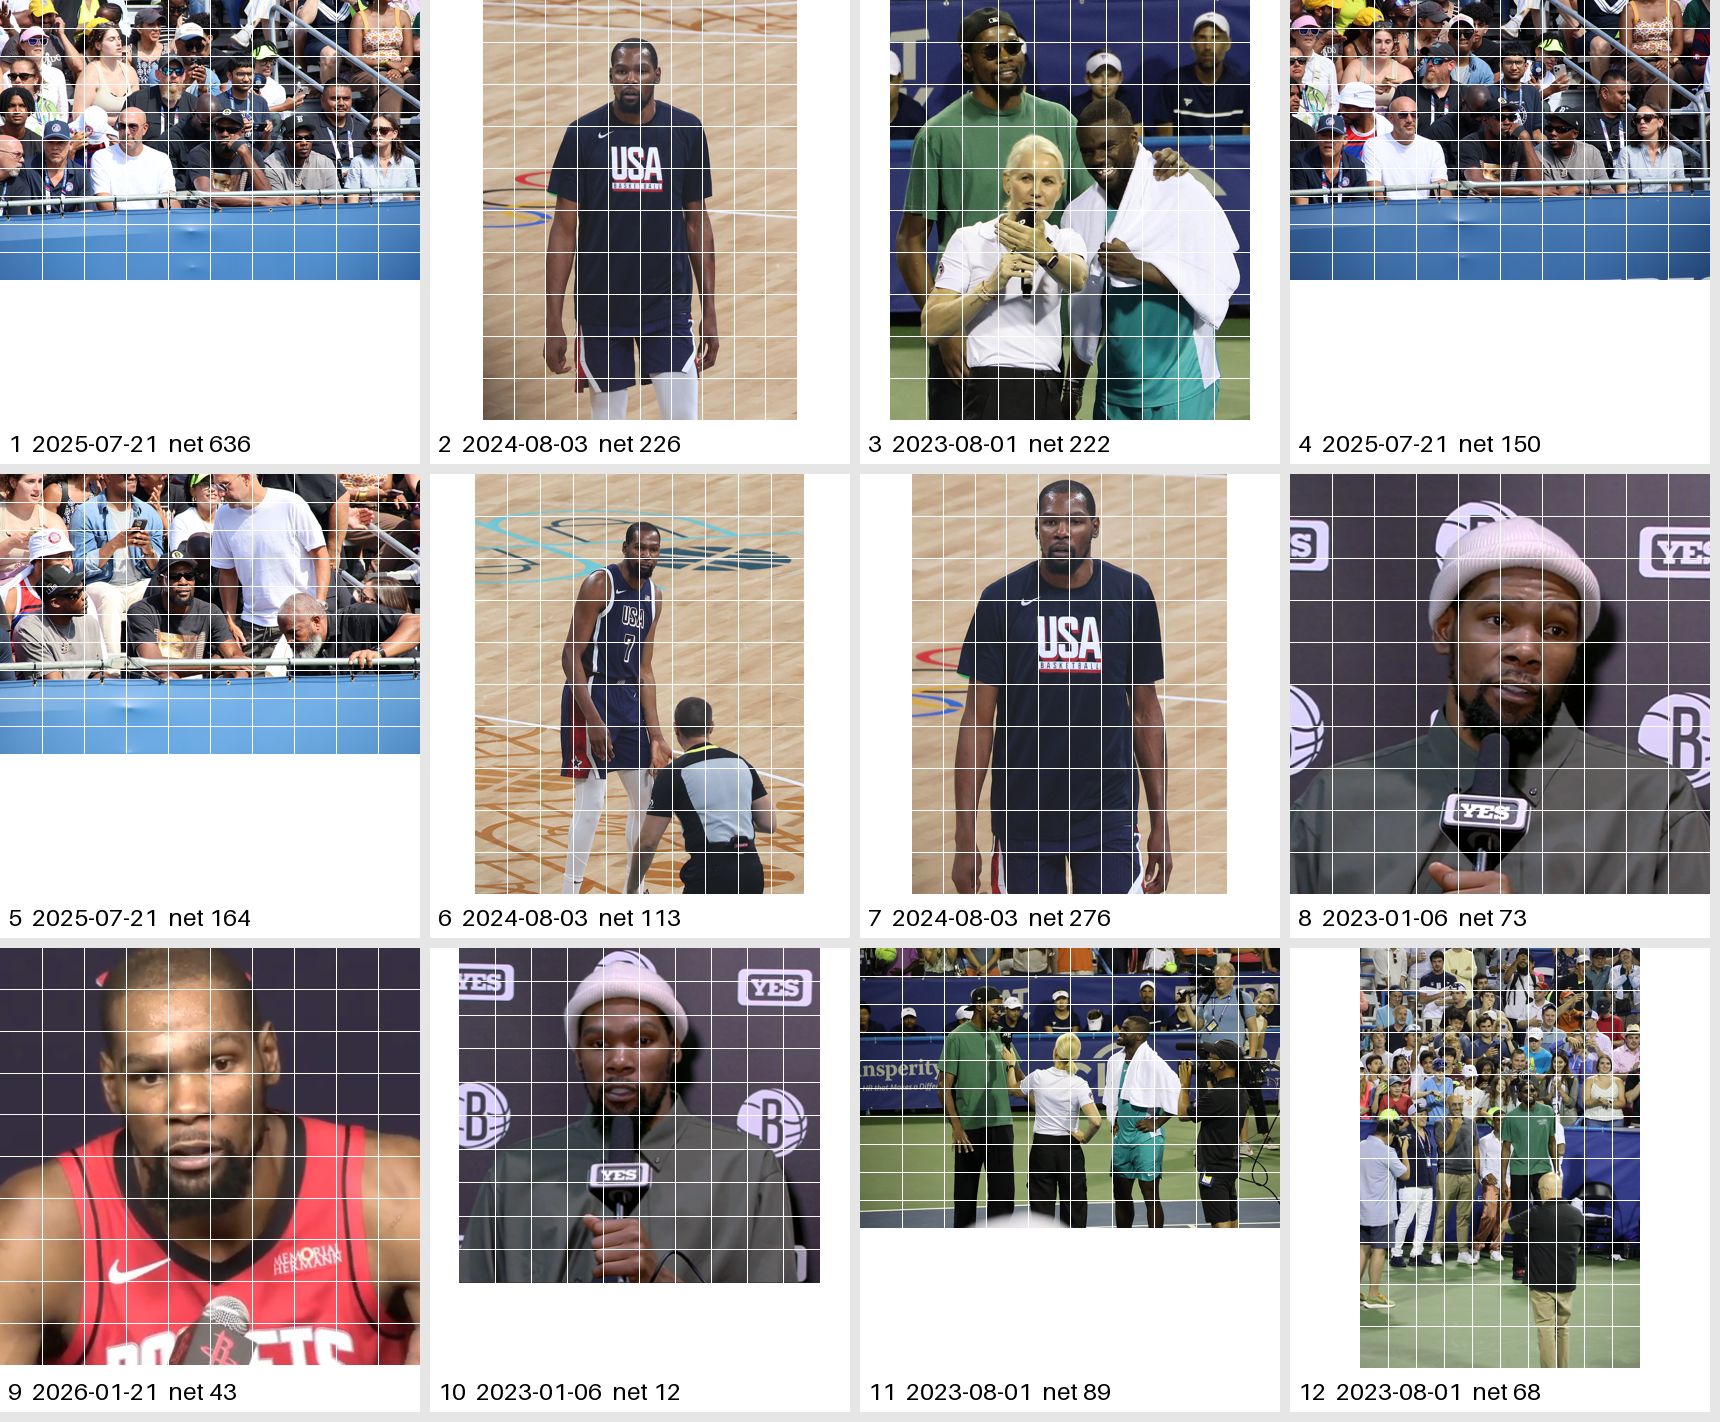 1 2025-07-21 net 636
USA
BASKETBALL
2 2024-08-03 net 226
3 2023-08-01 net 222
4 2025-07-21 net 150
5 2025-07-21 net 164
USA
7
6 2024-08-03 net 113
USA
BASKETBALL
7 2024-08-03 net 276
YES
B
YES
8 2023-01-06 net 73
MEMORIAL
HERMANN
9 2026-01-21 net 43
YES YES
B B
YES
10 2023-01-06 net 12
nsperity
HR that Makes a Differ
11 2023-08-01 net 89
12 2023-08-01 net 68